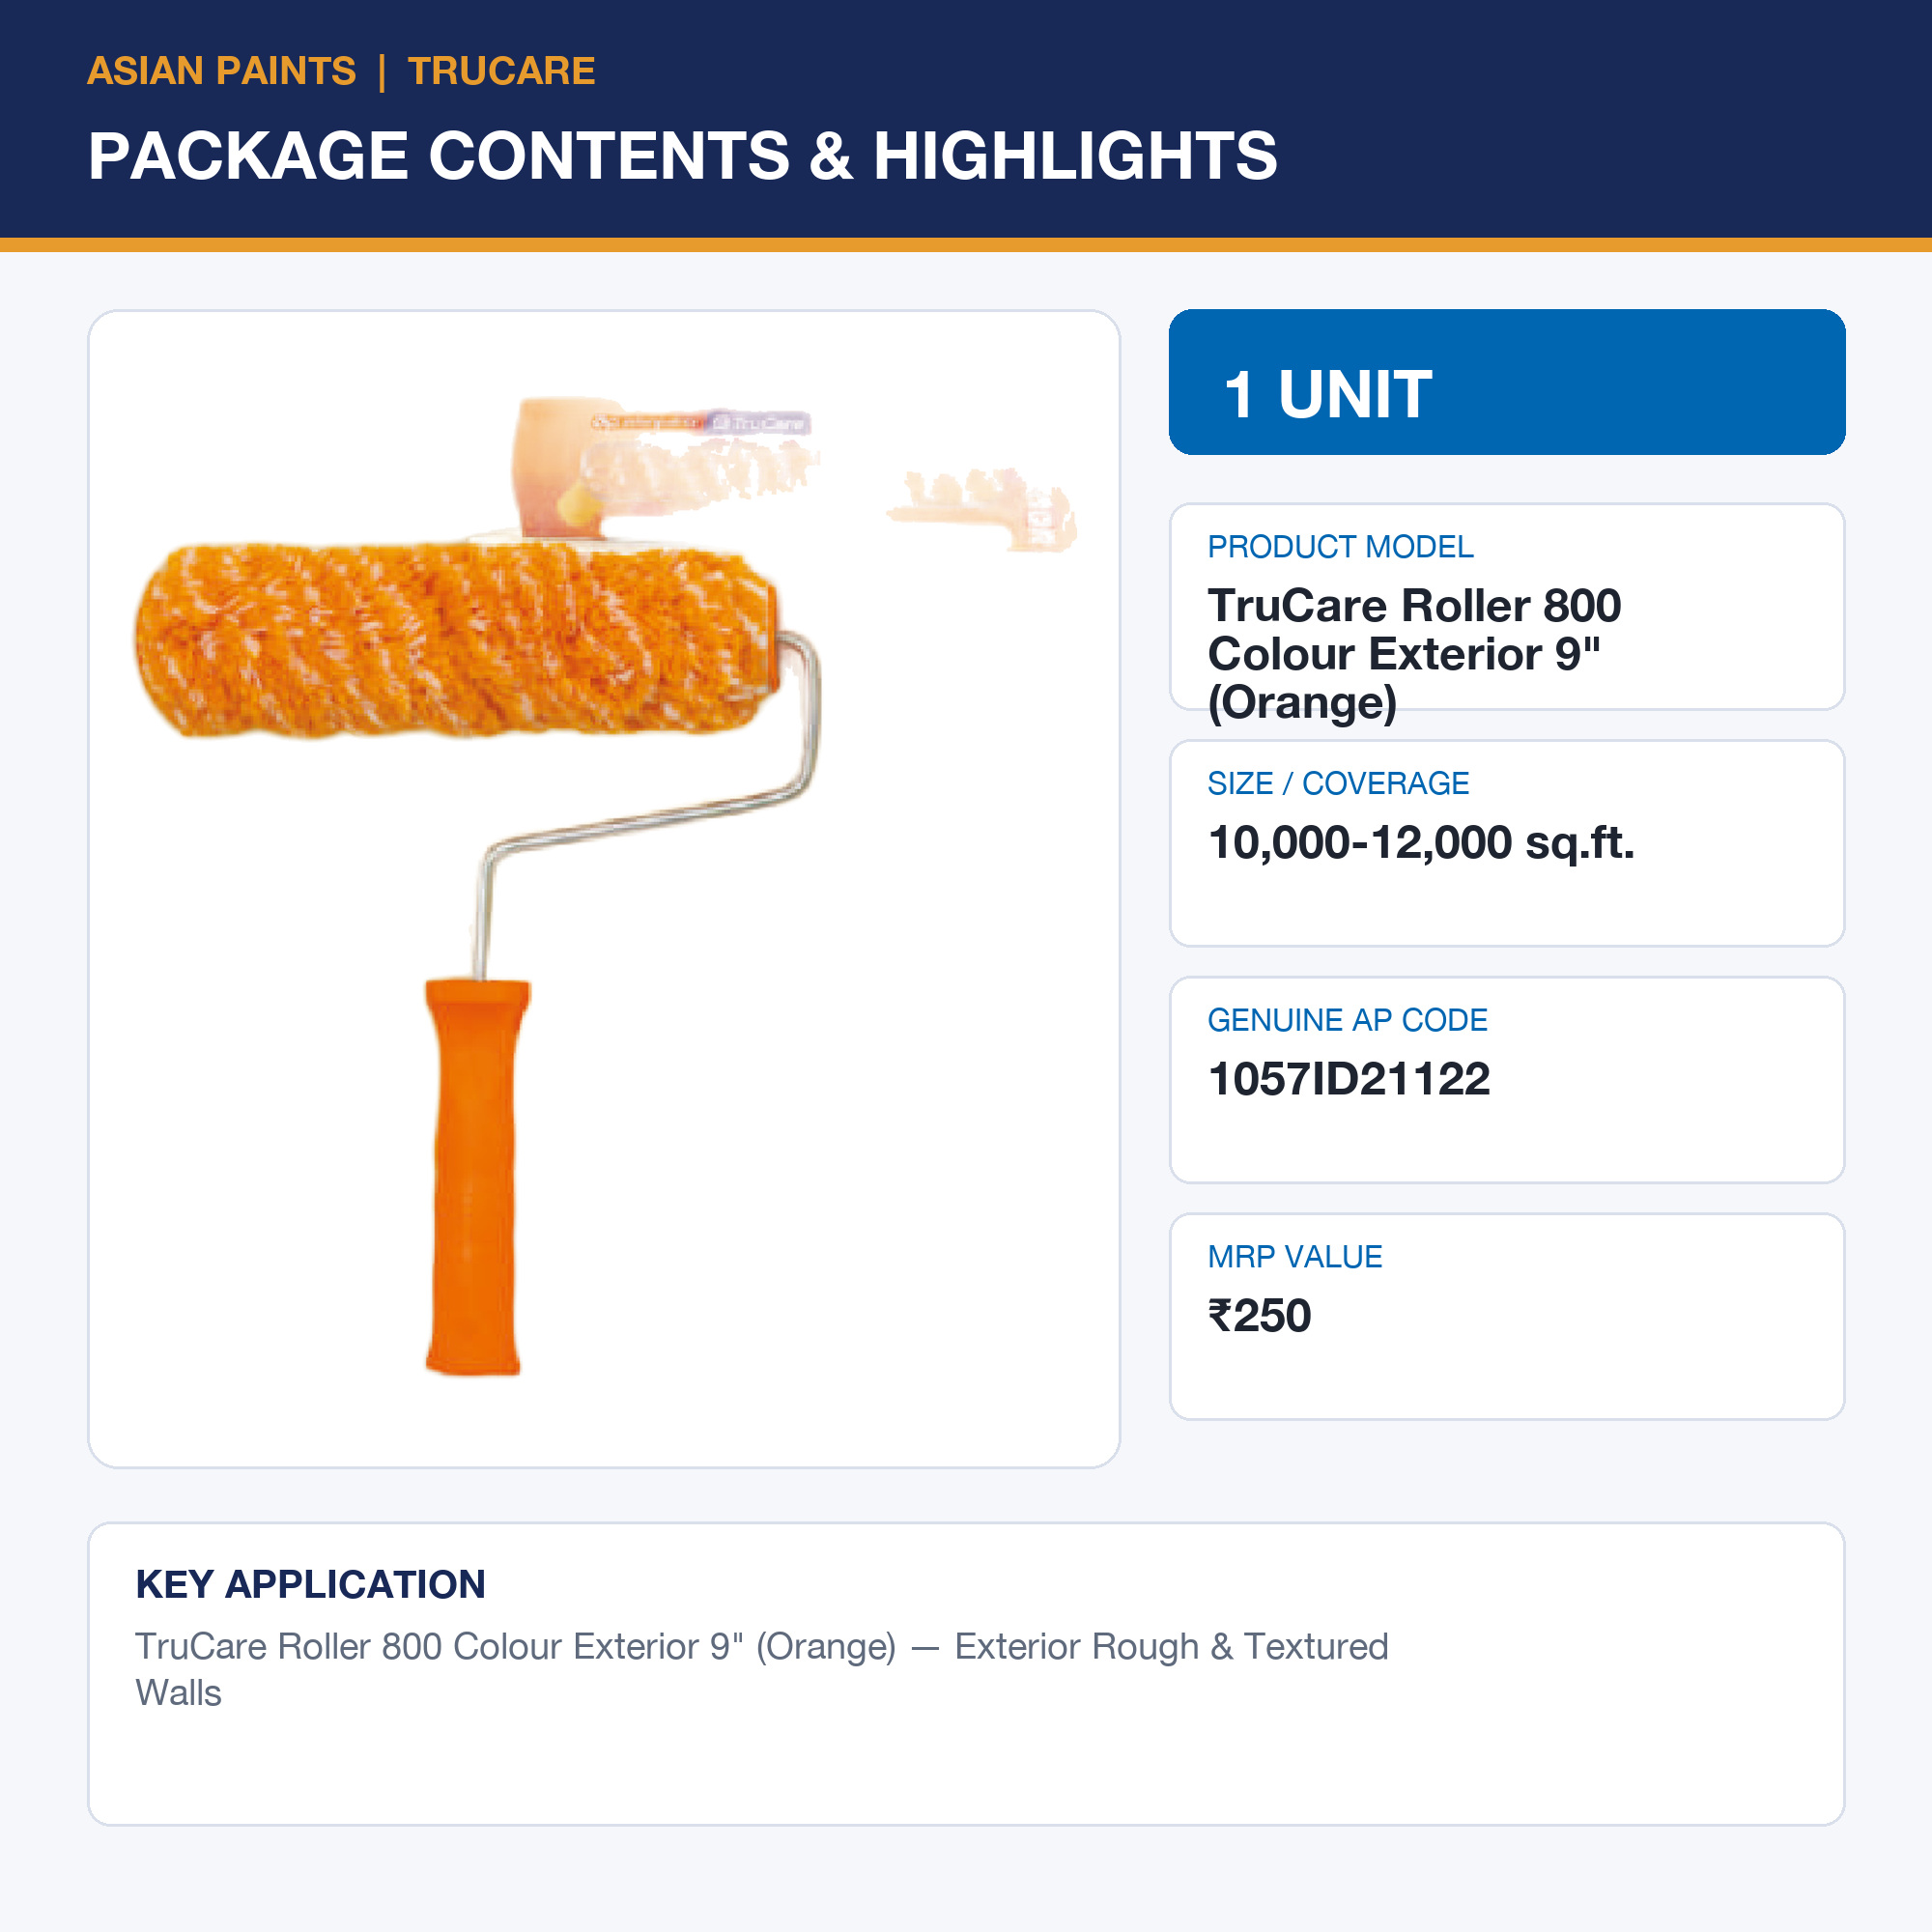 ASIAN PAINTS | TRUCARE
PACKAGE CONTENTS & HIGHLIGHTS
TruCare
1 UNIT
PRODUCT MODEL
TruCare Roller 800
Colour Exterior 9"
(Orange)
SIZE / COVERAGE
10,000-12,000 sq.ft.
GENUINE AP CODE
1057ID21122
MRP VALUE
₹250
KEY APPLICATION
TruCare Roller 800 Colour Exterior 9" (Orange) — Exterior Rough & Textured
Walls